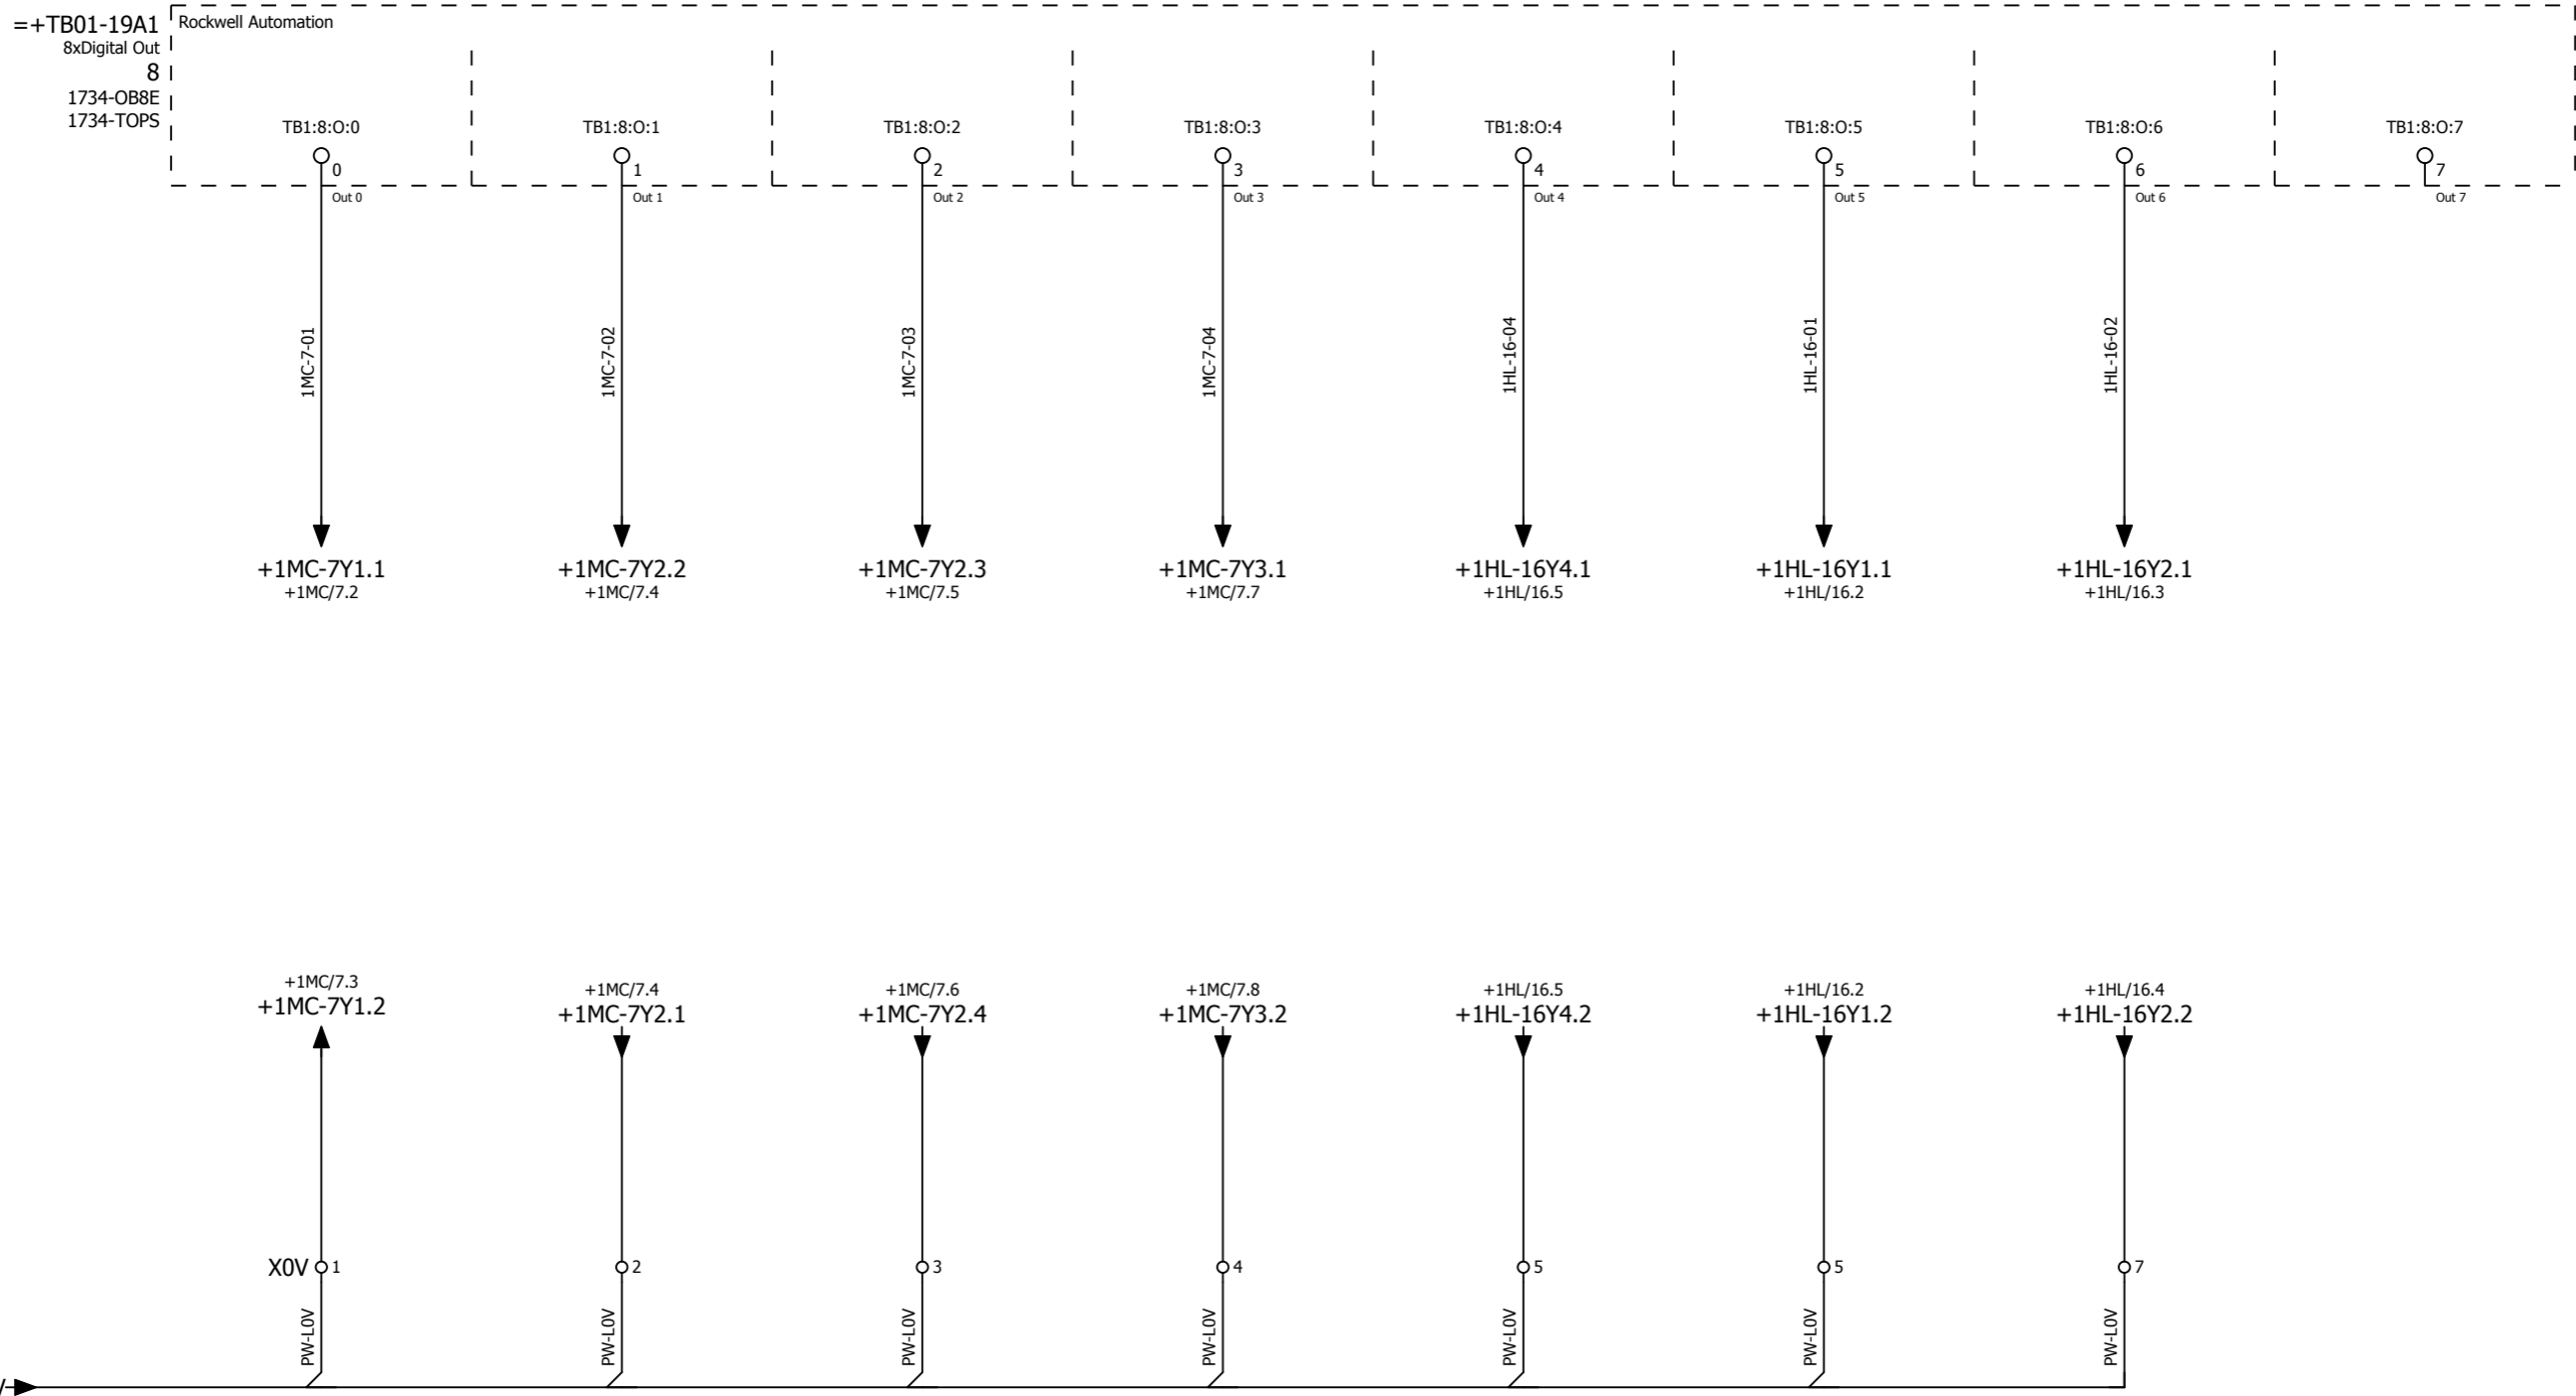 =+TB01-19A1
Rockwell Automation
8xDigital Out
8
1734-OB8E
1734-TOPS
TB1:8:O:0 TB1:8:O:1 TB1:8:O:2 TB1:8:O:3 TB1:8:O:4 TB1:8:O:5 TB1:8:O:6 TB1:8:O:7
0 1 2 3 4 5 6 7
Out 0 Out 1 Out 2 Out 3 Out 4 Out 5 Out 6 Out 7
1MC-7-01 1MC-7-02 1MC-7-03 1MC-7-04 1HL-16-04 1HL-16-01 1HL-16-02
+1MC-7Y1.1 +1MC-7Y2.2 +1MC-7Y2.3 +1MC-7Y3.1 +1HL-16Y4.1 +1HL-16Y1.1 +1HL-16Y2.1
+1MC/7.2 +1MC/7.4 +1MC/7.5 +1MC/7.7 +1HL/16.5 +1HL/16.2 +1HL/16.3
+1MC/7.3 +1MC/7.4 +1MC/7.6 +1MC/7.8 +1HL/16.5 +1HL/16.2 +1HL/16.4
+1MC-7Y1.2 +1MC-7Y2.1 +1MC-7Y2.4 +1MC-7Y3.2 +1HL-16Y4.2 +1HL-16Y1.2 +1HL-16Y2.2
X0V 1 2 3 4 5 5 7
PW-L0V PW-L0V PW-L0V PW-L0V PW-L0V PW-L0V PW-L0V